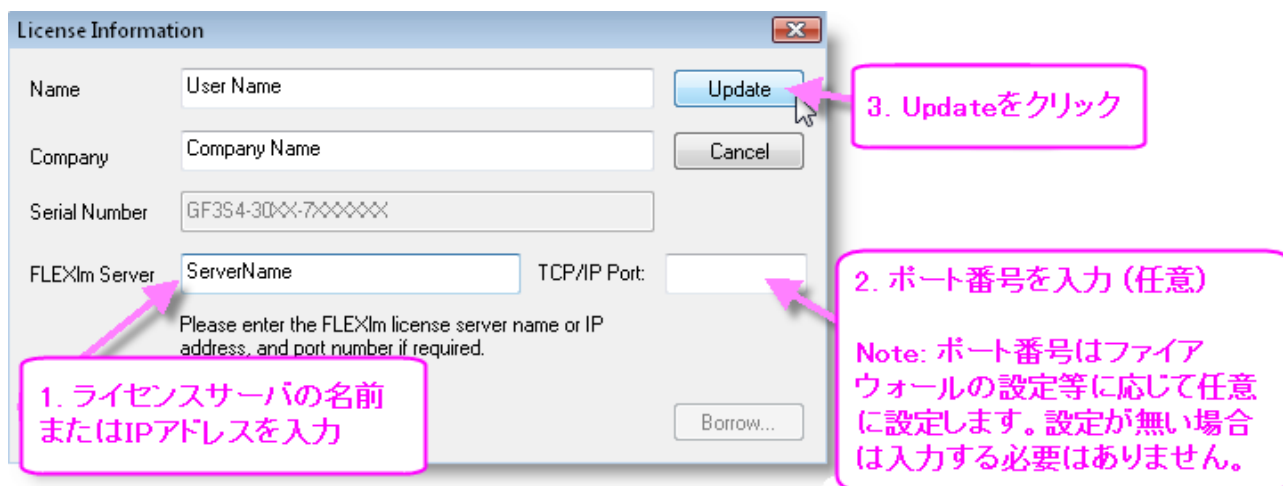 License Information
Name
User Name
Update
3. Updateをクリック
Company
Company Name
Cancel
Serial Number
GF3S4-30XX-7XXXXXX
FLEXlm Server
ServerName
TCP/IP Port:
Please enter the FLEXlm license server name or IP
address, and port number if required.
1. ライセンスサーバの名前
またはIPアドレスを入力
2. ポート番号を入力 (任意)
Note: ポート番号はファイア
ウォールの設定等に応じて任意
に設定します。設定が無い場合
は入力する必要はありません。
Borrow...